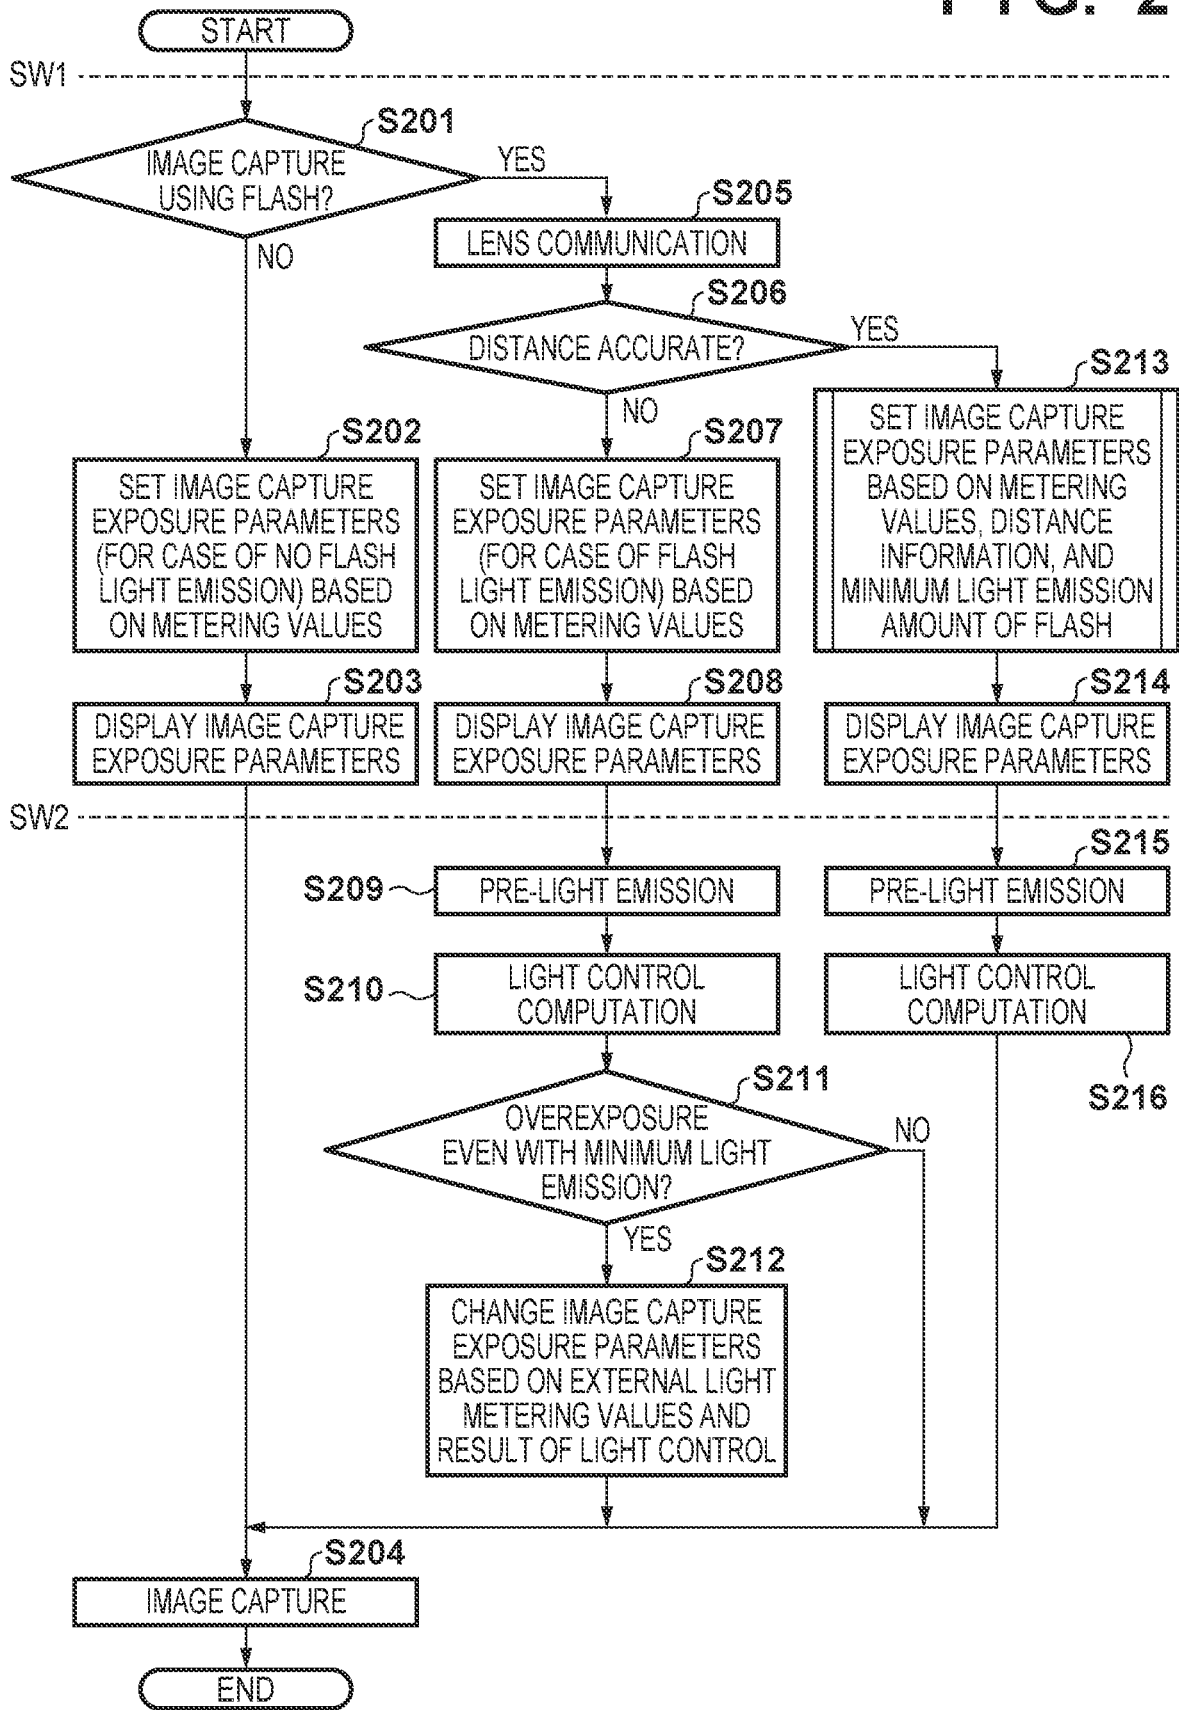 FIG. 2
START
SW1
S201
IMAGE CAPTURE
USING FLASH?
YES
NO
S205
LENS COMMUNICATION
S206
DISTANCE ACCURATE?
YES
NO
S202
SET IMAGE CAPTURE
EXPOSURE PARAMETERS
(FOR CASE OF NO FLASH
LIGHT EMISSION) BASED
ON METERING VALUES
S207
SET IMAGE CAPTURE
EXPOSURE PARAMETERS
(FOR CASE OF FLASH
LIGHT EMISSION) BASED
ON METERING VALUES
S213
SET IMAGE CAPTURE
EXPOSURE PARAMETERS
BASED ON METERING
VALUES, DISTANCE
INFORMATION, AND
MINIMUM LIGHT EMISSION
AMOUNT OF FLASH
S203
DISPLAY IMAGE CAPTURE
EXPOSURE PARAMETERS
S208
DISPLAY IMAGE CAPTURE
EXPOSURE PARAMETERS
S214
DISPLAY IMAGE CAPTURE
EXPOSURE PARAMETERS
SW2
S209
PRE-LIGHT EMISSION
S215
PRE-LIGHT EMISSION
S210
LIGHT CONTROL
COMPUTATION
LIGHT CONTROL
COMPUTATION
S216
S211
OVEREXPOSURE
EVEN WITH MINIMUM LIGHT
EMISSION?
NO
YES
S212
CHANGE IMAGE CAPTURE
EXPOSURE PARAMETERS
BASED ON EXTERNAL LIGHT
METERING VALUES AND
RESULT OF LIGHT CONTROL
S204
IMAGE CAPTURE
END